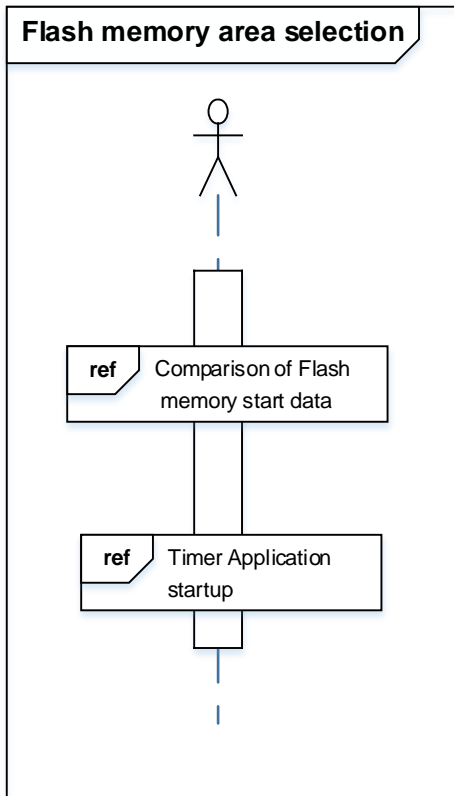 Flash memory area selection
ref
Comparison of Flash
memory start data
ref
Timer Application
startup